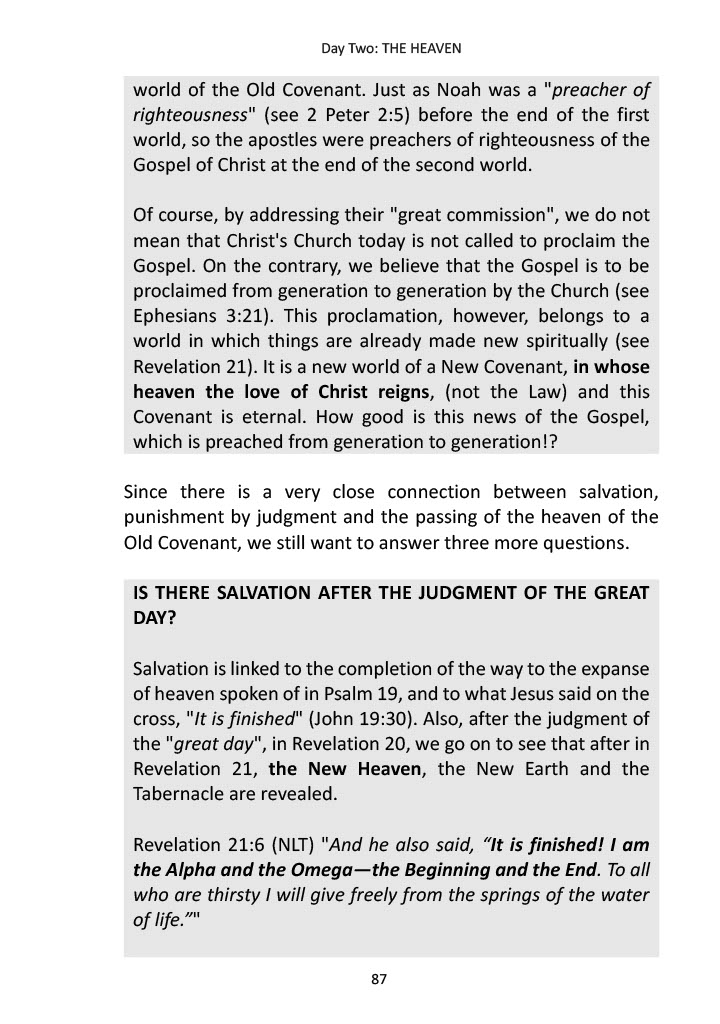 Day Two: THE HEAVEN
world of the Old Covenant. Just as Noah was a "preacher of
righteousness" (see 2 Peter 2:5) before the end of the first
world, so the apostles were preachers of righteousness of the
Gospel of Christ at the end of the second world.
Of course, by addressing their "great commission", we do not
mean that Christ's Church today is not called to proclaim the
Gospel. On the contrary, we believe that the Gospel is to be
proclaimed from generation to generation by the Church (see
Ephesians 3:21). This proclamation, however, belongs to a
world in which things are already made new spiritually (see
Revelation 21). It is a new world of a New Covenant, in whose
heaven the love of Christ reigns, (not the Law) and this
Covenant is eternal. How good is this news of the Gospel,
which is preached from generation to generation!?
Since there is a very close connection between salvation,
punishment by judgment and the passing of the heaven of the
Old Covenant, we still want to answer three more questions.
IS THERE SALVATION AFTER THE JUDGMENT OF THE GREAT
DAY?
Salvation is linked to the completion of the way to the expanse
of heaven spoken of in Psalm 19, and to what Jesus said on the
cross, "It is finished" (John 19:30). Also, after the judgment of
the "great day", in Revelation 20, we go on to see that after in
Revelation 21, the New Heaven, the New Earth and the
Tabernacle are revealed.
Revelation 21:6 (NLT) "And he also said, “It is finished! I am
the Alpha and the Omega—the Beginning and the End. To all
who are thirsty I will give freely from the springs of the water
of life.”"
87